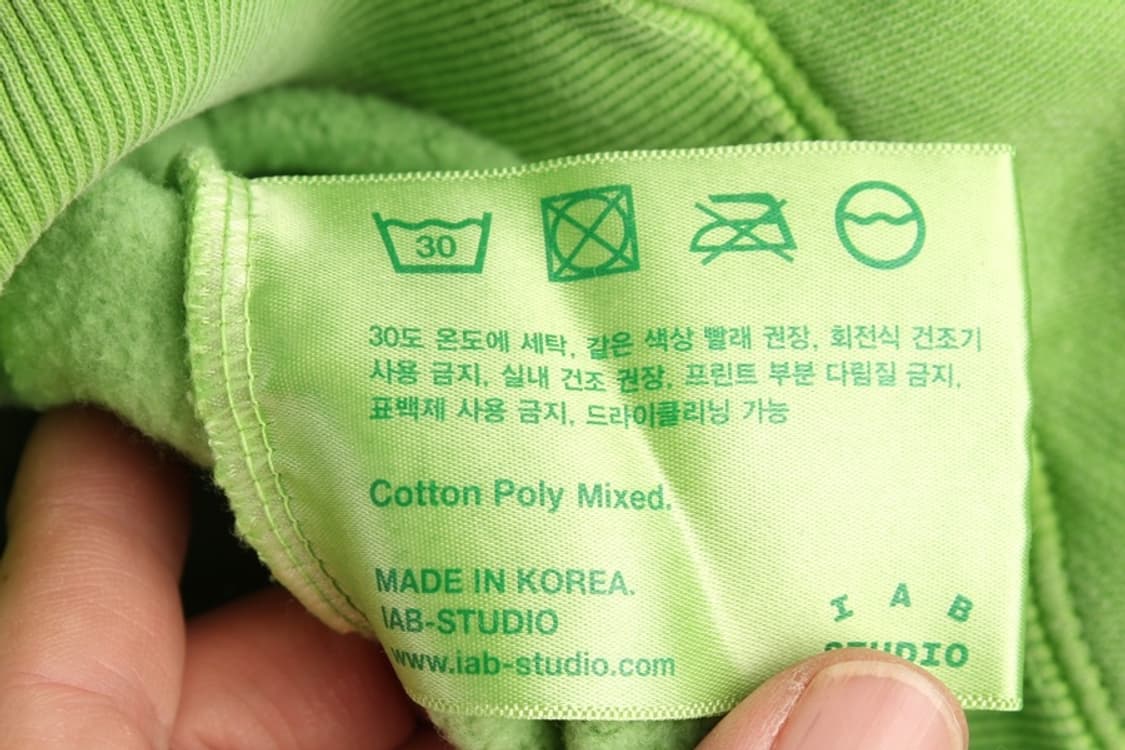 30
30도 온도에 세탁, 같은 색상 빨래 권장, 회전식 건조기
사용 금지, 실내 건조 권장, 프린트 부분 다림질 금지,
표백제 사용 금지, 드라이클리닝 가능
Cotton Poly Mixed.
MADE IN KOREA.
IAB-STUDIO
www.iab-studio.com
I A B
STUDIO